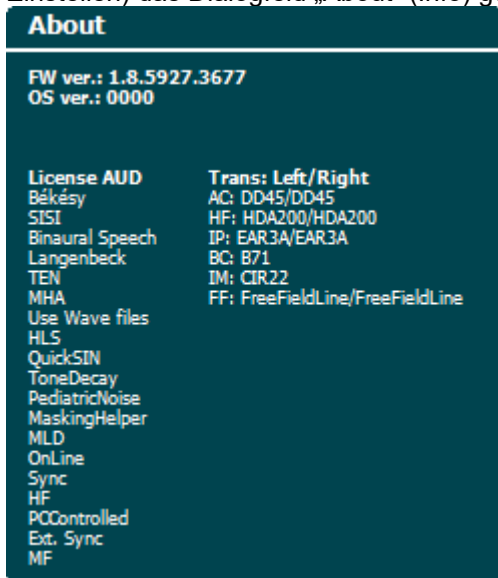 About
FW ver.: 1.8.5927.3677
OS ver.: 0000
License AUD
Békésy
SISI
Binaural Speech
Langenbeck
TEN
MHA
Use Wave files
HLS
QuickSIN
ToneDecay
PediatricNoise
MaskingHelper
MLD
OnLine
Sync
HF
PCControlled
Ext. Sync
MF
Trans: Left/Right
AC: DD45/DD45
HF: HDA200/HDA200
IP: EAR3A/EAR3A
BC: B71
IM: CIR22
FF: FreeFieldLine/FreeFieldLine